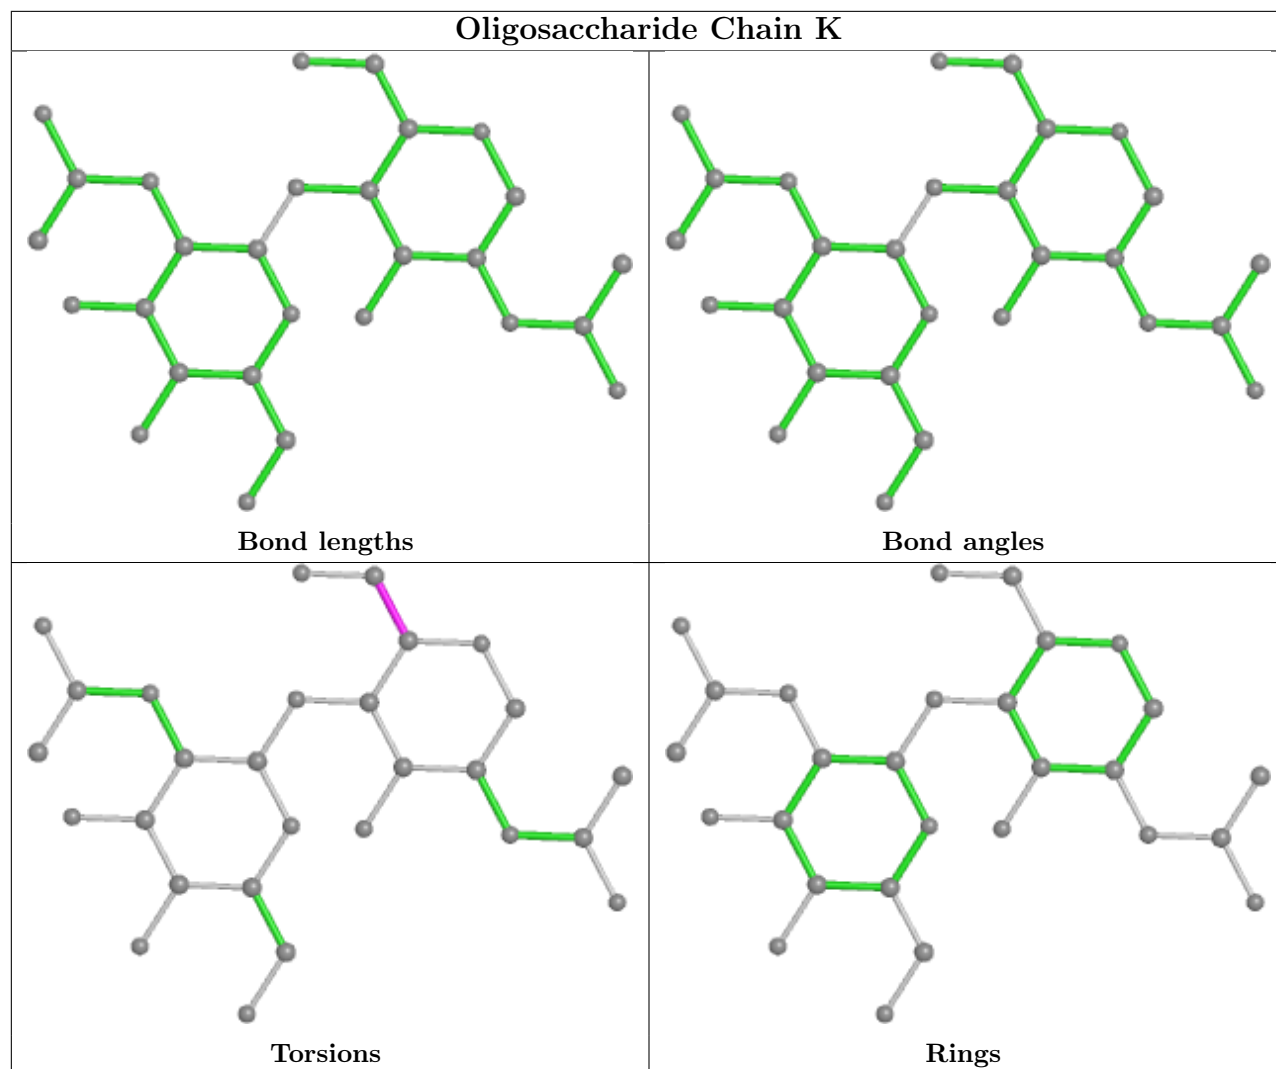 Oligosaccharide Chain K
Bond lengths
Bond angles
Torsions
Rings